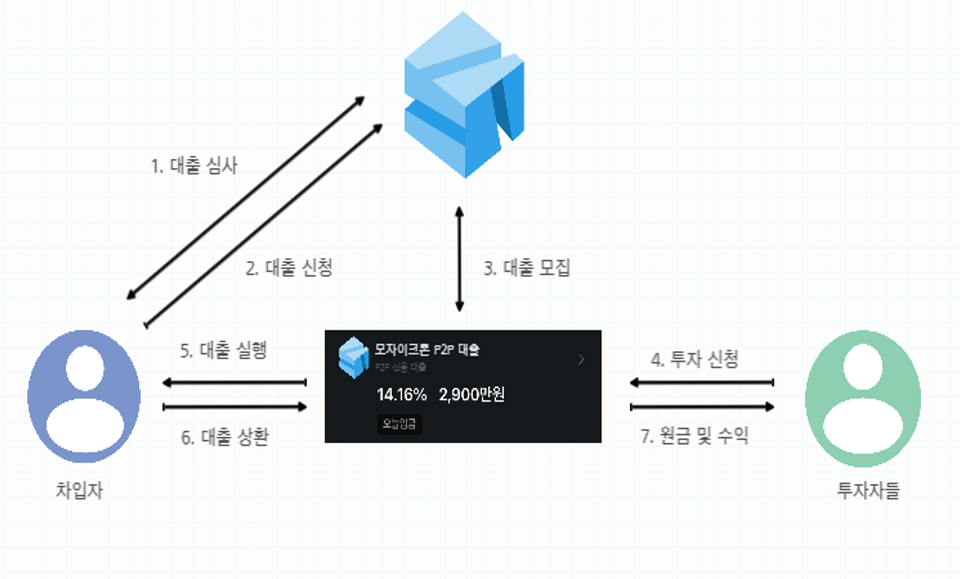 1. 대출 심사
2. 대출 신청
3. 대출 모집
모자이크론 P2P 대출
P2P 신용 대출
14.16% 2,900만원
오늘입금
5. 대출 실행
6. 대출 상환
4. 투자 신청
7. 원금 및 수익
차입자
투자자들